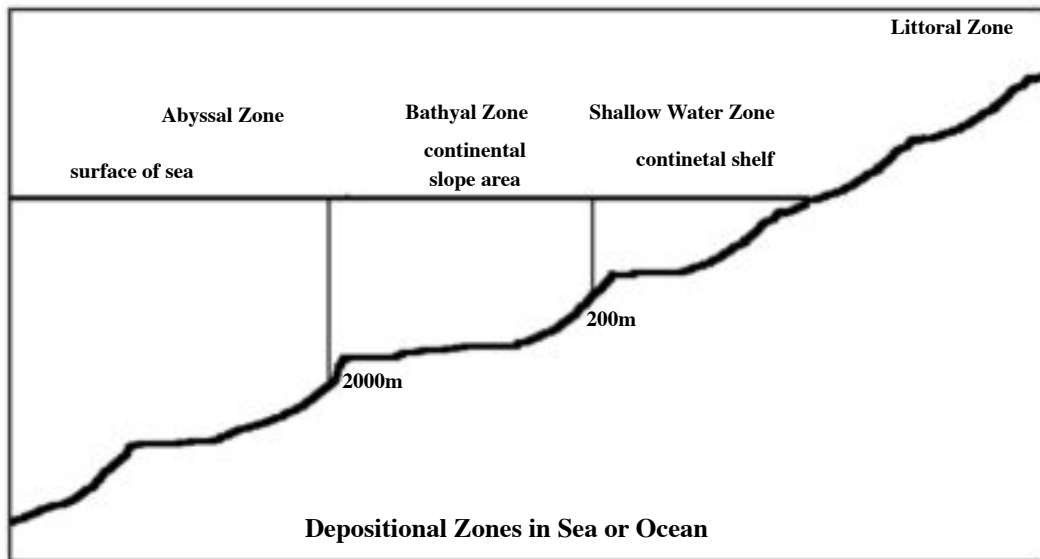 Littoral Zone
Abyssal Zone
Bathyal Zone
Shallow Water Zone
surface of sea
continental
slope area
continetal shelf
200m
2000m
Depositional Zones in Sea or Ocean